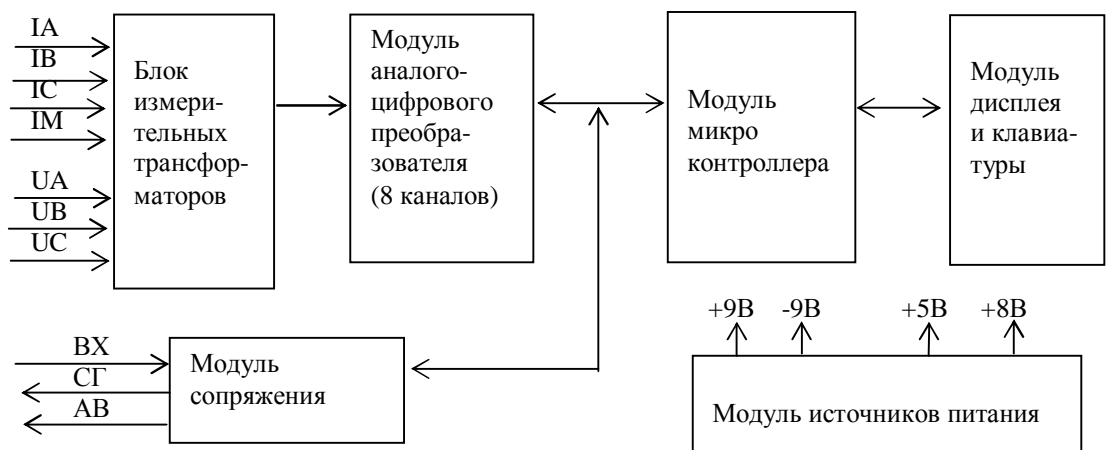 IA
IB
IC
IM
UA
UB
UC
Блок
измери-
тельных
трансфор-
маторов
Модуль
аналого-
цифрового
преобра-
зователя
(8 каналов)
Модуль
микро
контроллера
Модуль
дисплея
и клавиа-
туры
ВХ
СГ
АВ
Модуль
сопряжения
+9В -9В +5В +8В
Модуль источников питания